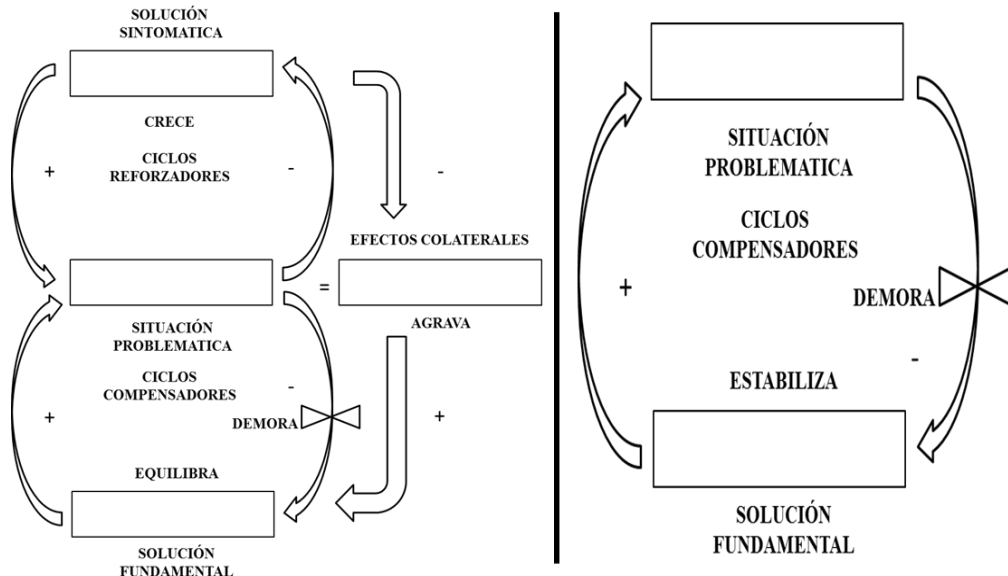 SOLUCIÓN
SINTOMATICA
CRECE
CICLOS
REFORZADORES
+
-
-
EFECTOS COLATERALES
=
AGRAVA
SITUACIÓN
PROBLEMATICA
CICLOS
COMPENSADORES
-
+
DEMORA
+
EQUILIBRA
SOLUCIÓN
FUNDAMENTAL
SITUACIÓN
PROBLEMATICA
CICLOS
COMPENSADORES
+
DEMORA
-
ESTABILIZA
SOLUCIÓN
FUNDAMENTAL